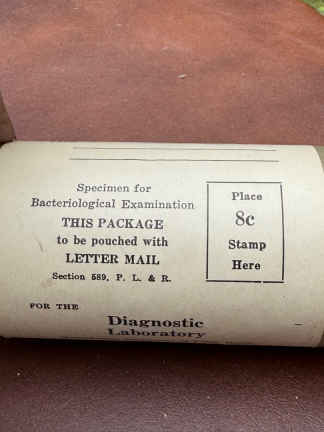 Specimen for
Bacteriological Examination
THIS PACKAGE
to be pouched with
LETTER MAIL
Section 589, P. L. & R.
Place
8c
Stamp
Here
FOR THE
Diagnostic
Laboratory